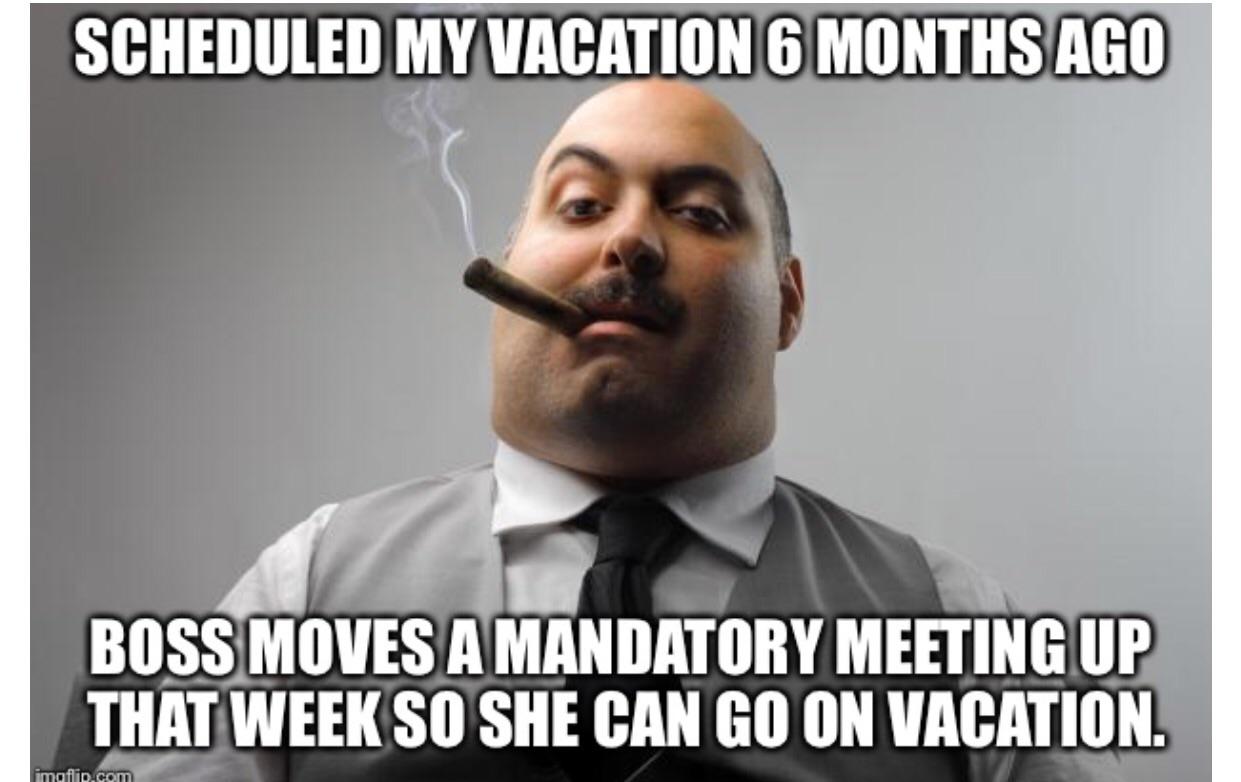 SCHEDULED MY VACATION 6 MONTHS AGO
BOSS MOVES A MANDATORY MEETING UP
THAT WEEK SO SHE CAN GO ON VACATION.
imgflip.com